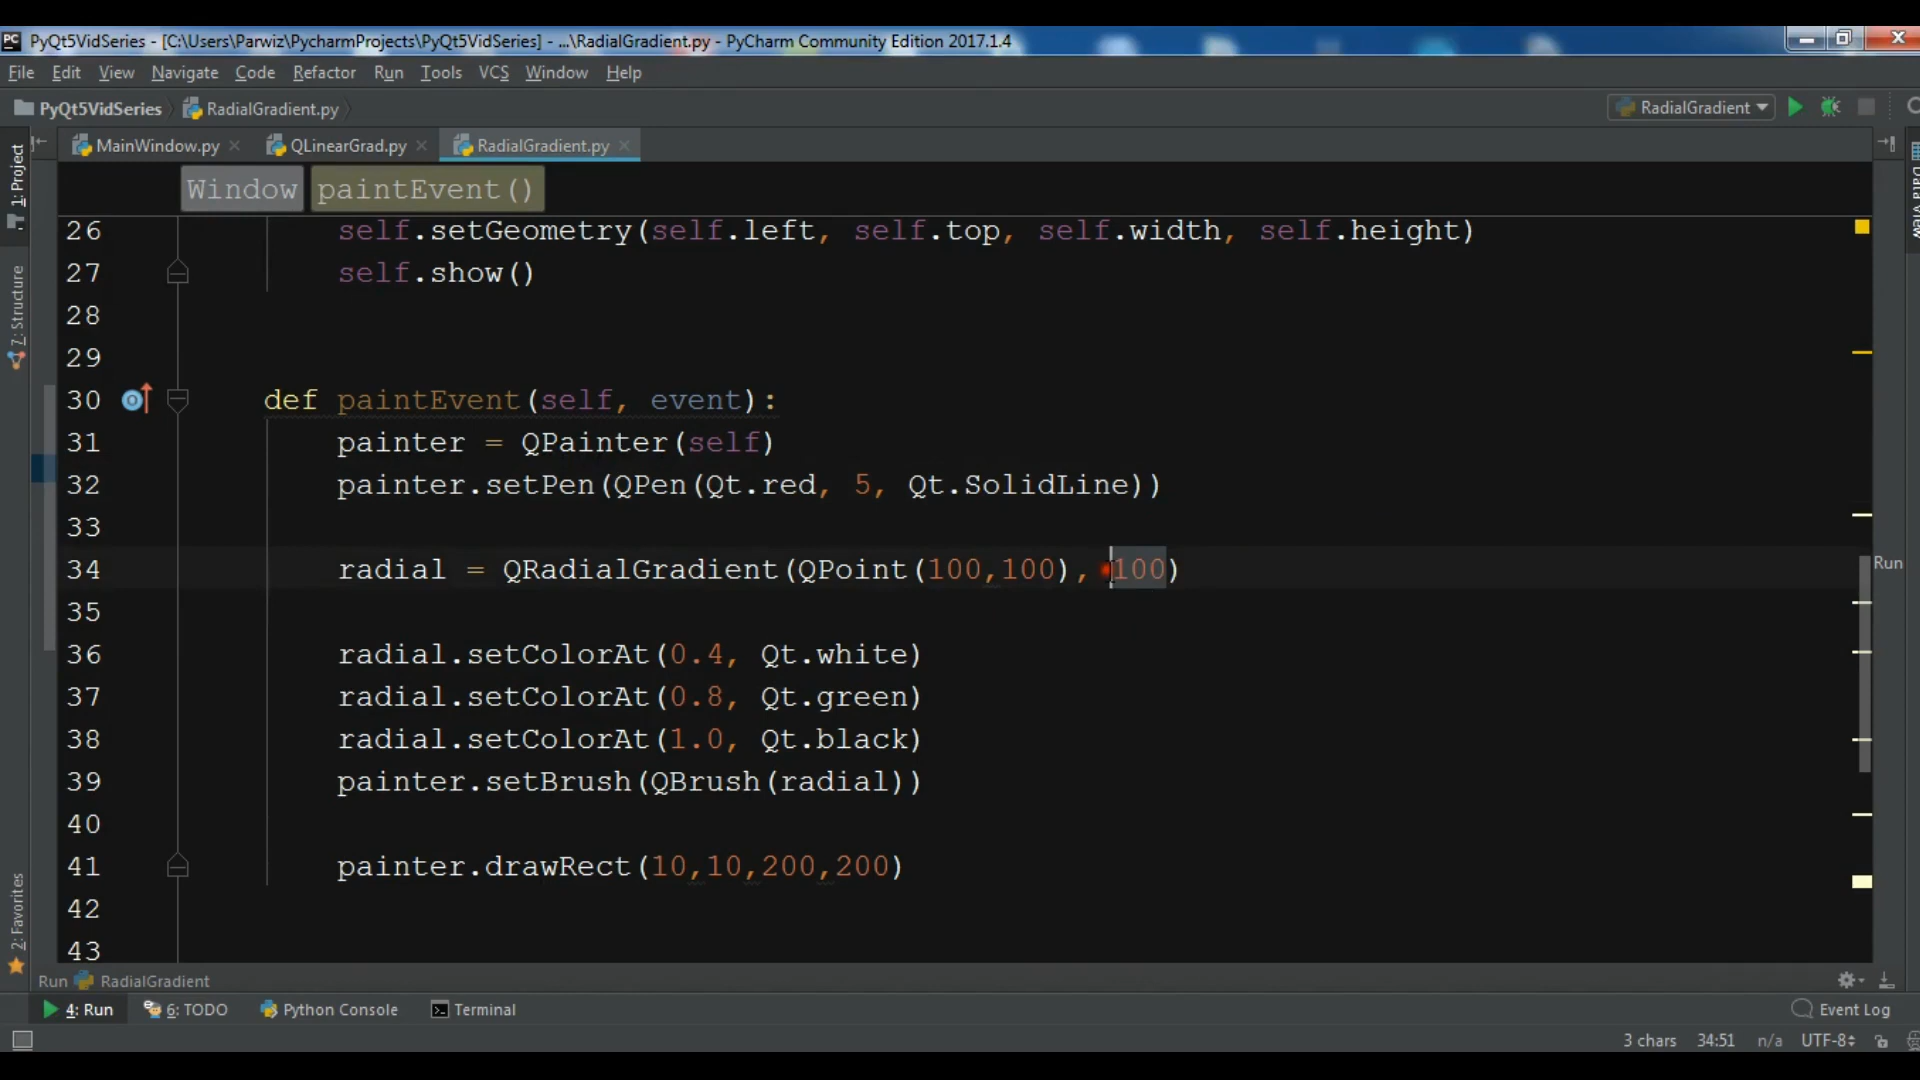 PC PyQt5VidSeries - [C:\Users\Parwiz\PycharmProjects\PyQt5VidSeries] - ...\RadialGradient.py - PyCharm Community Edition 2017.1.4
File Edit View Navigate Code Refactor Run Tools VCS Window Help
PyQt5VidSeries RadialGradient.py RadialGradient
MainWindow.py QLinearGrad.py RadialGradient.py
Window paintEvent()
1: Project
7: Structure
2: Favorites
Data View
Run
26 self.setGeometry(self.left, self.top, self.width, self.height)
27 self.show()
28
29
30 def paintEvent(self, event):
31 painter = QPainter(self)
32 painter.setPen(QPen(Qt.red, 5, Qt.SolidLine))
33
34 radial = QRadialGradient(QPoint(100,100), 100)
35
36 radial.setColorAt(0.4, Qt.white)
37 radial.setColorAt(0.8, Qt.green)
38 radial.setColorAt(1.0, Qt.black)
39 painter.setBrush(QBrush(radial))
40
41 painter.drawRect(10,10,200,200)
42
43
Run RadialGradient
4: Run 6: TODO Python Console Terminal Event Log
3 chars 34:51 n/a UTF-8